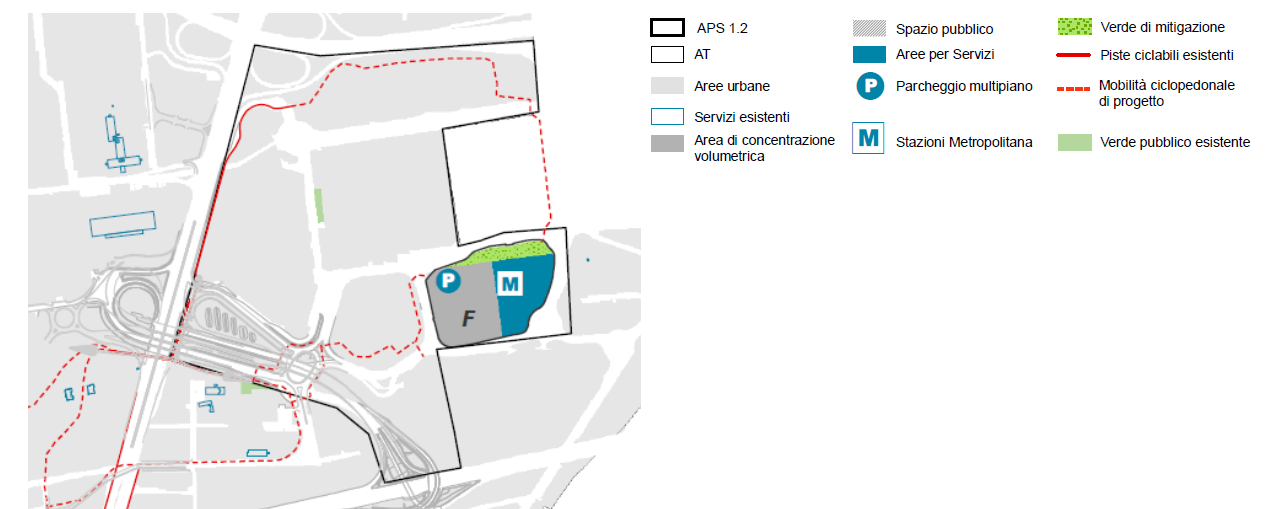 APS 1.2
AT
Aree urbane
Servizi esistenti
Area di concentrazione
volumetrica
Spazio pubblico
Aree per Servizi
P
Parcheggio multipiano
M
Stazioni Metropolitana
Verde di mitigazione
Piste ciclabili esistenti
Mobilità ciclopedonale
di progetto
Verde pubblico esistente
P
M
F